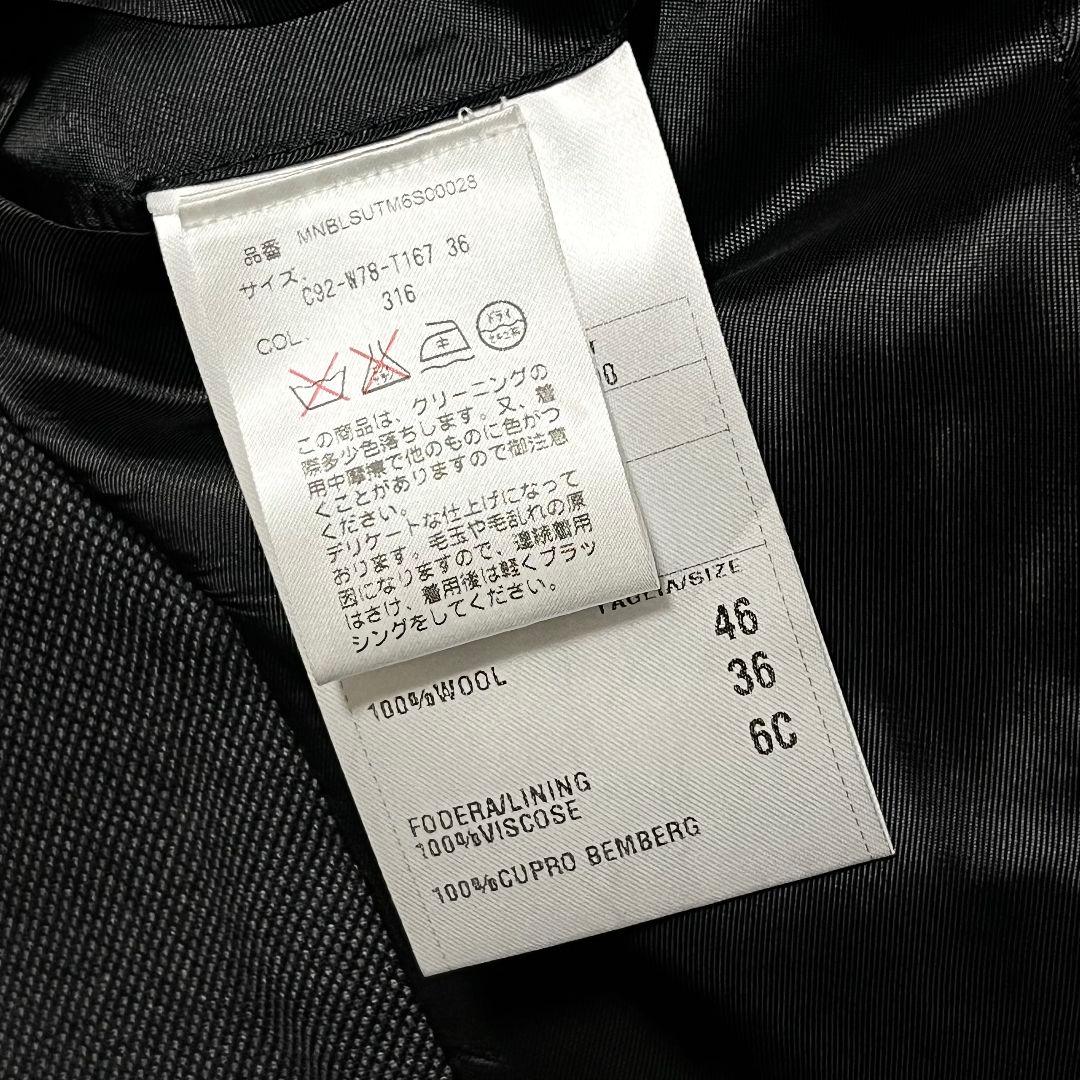 品番 MNBLSUTM6S00028
サイズ. C92-W78-T167 36
COL. 316
ドライ
この商品は、クリーニングの
際多少色落ちします。又、着
用中摩擦で他のものに色がつ
くことがありますので御注意
ください。
デリケートな仕上げになって
おります。毛玉や毛乱れの原
因になりますので、連続着用
はさけ、着用後は軽くブラッ
シングをしてください。
0
TAGLIA/SIZE
46
36
6C
100%WOOL
FODERA/LINING
100%VISCOSE
100%CUPRO BEMBERG